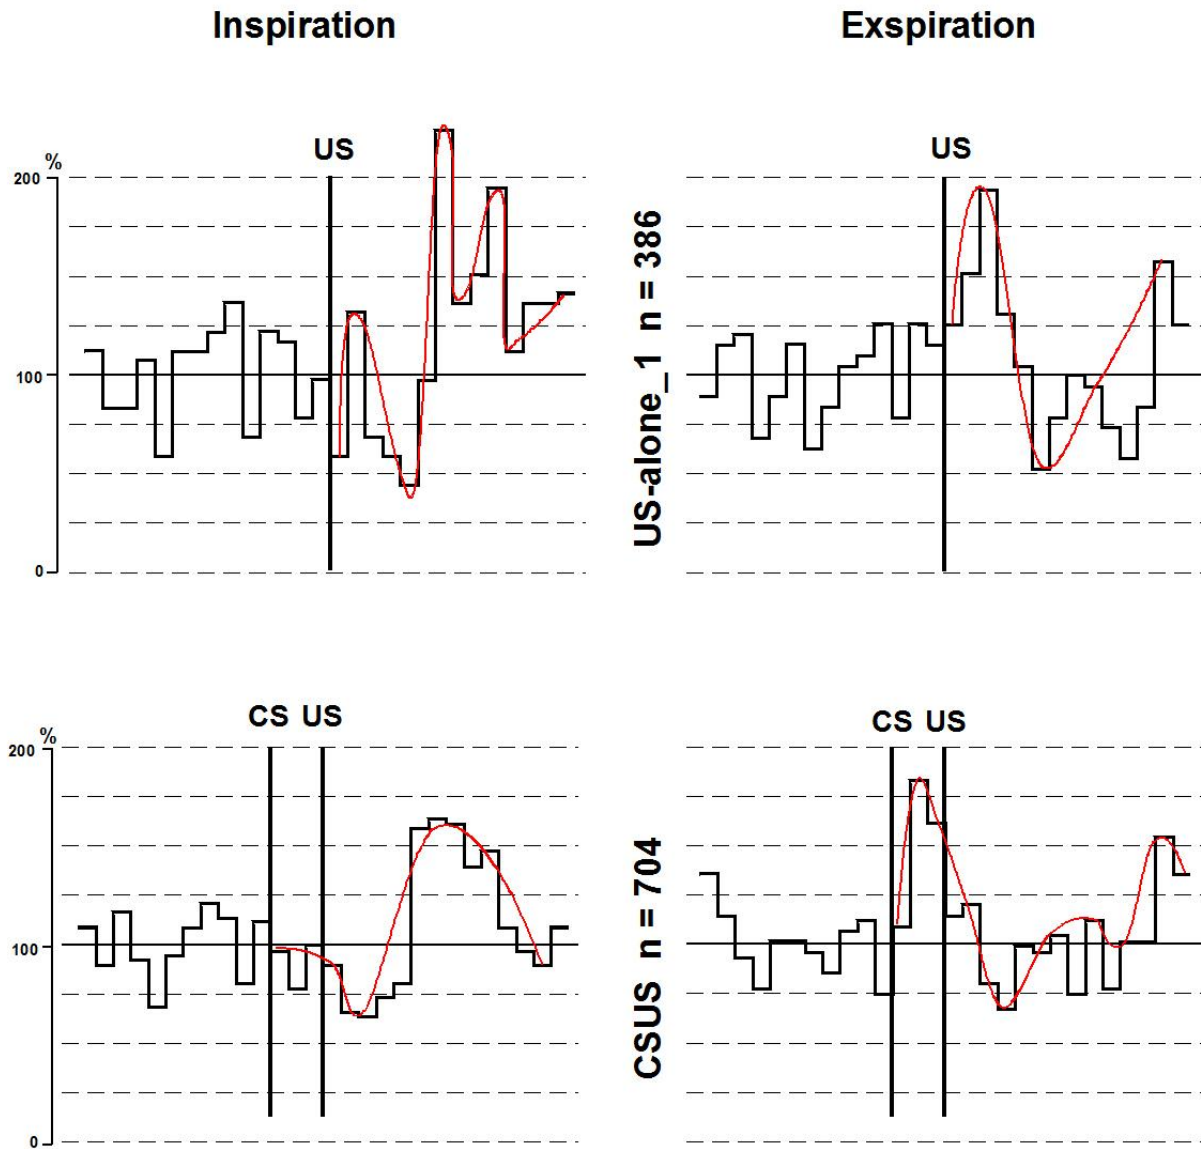 Inspiration
Exspiration
US
US
%
200
100
0
US-alone_1 n = 386
CS US
CS US
%
200
100
0
CSUS n = 704